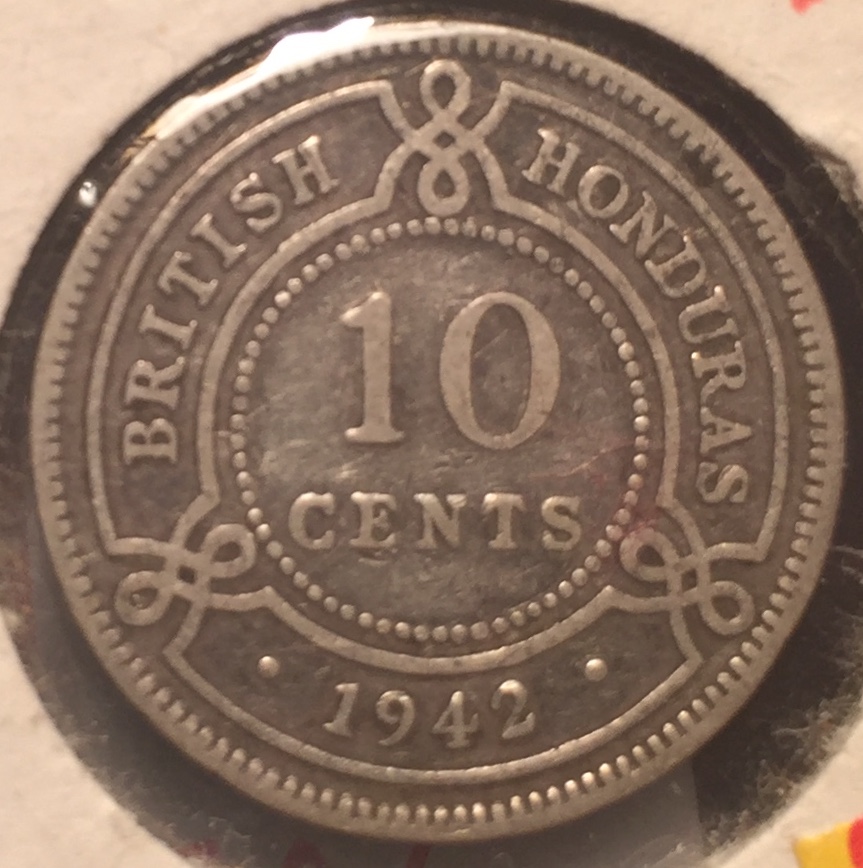 BRITISH HONDURAS
10
CENTS
• 1942 •